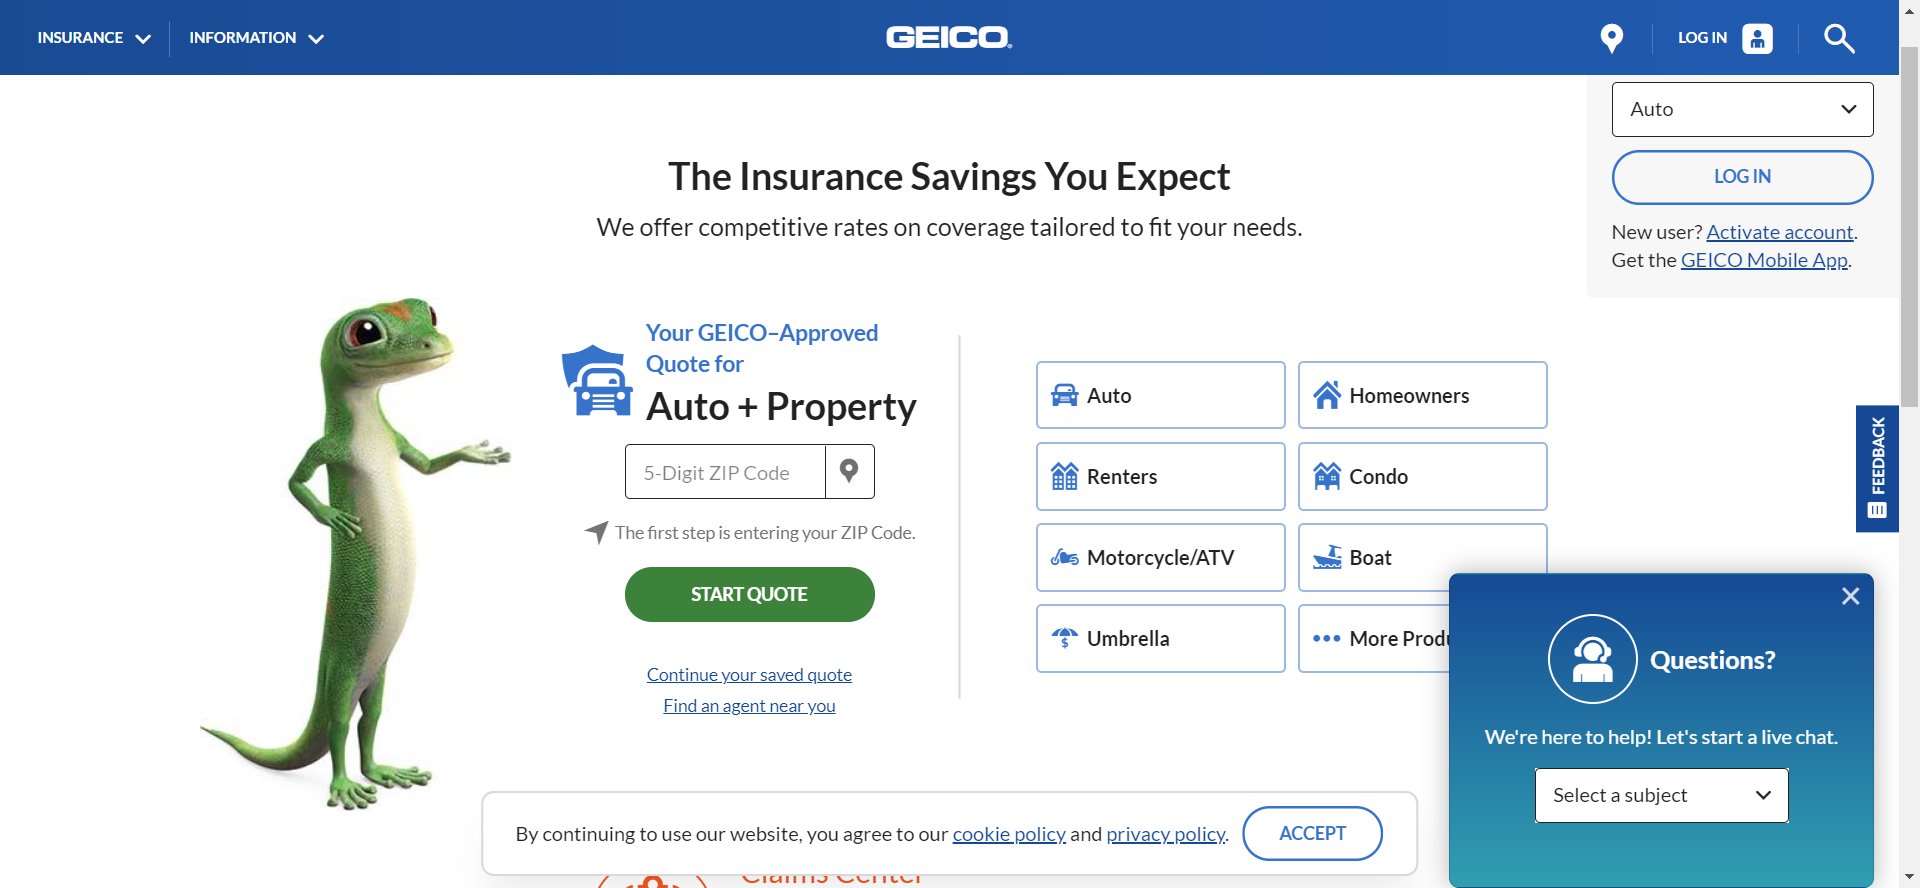 INSURANCE
INFORMATION
GEICO
LOG IN
Auto
LOG IN
New user? Activate account.
Get the GEICO Mobile App.
The Insurance Savings You Expect
We offer competitive rates on coverage tailored to fit your needs.
Your GEICO–Approved
Quote for
Auto + Property
5-Digit ZIP Code
The first step is entering your ZIP Code.
START QUOTE
Continue your saved quote
Find an agent near you
Auto
Homeowners
Renters
Condo
Motorcycle/ATV
Boat
Umbrella
More Produ
FEEDBACK
Questions?
We're here to help! Let's start a live chat.
Select a subject
By continuing to use our website, you agree to our cookie policy and privacy policy.
ACCEPT
Claims Center